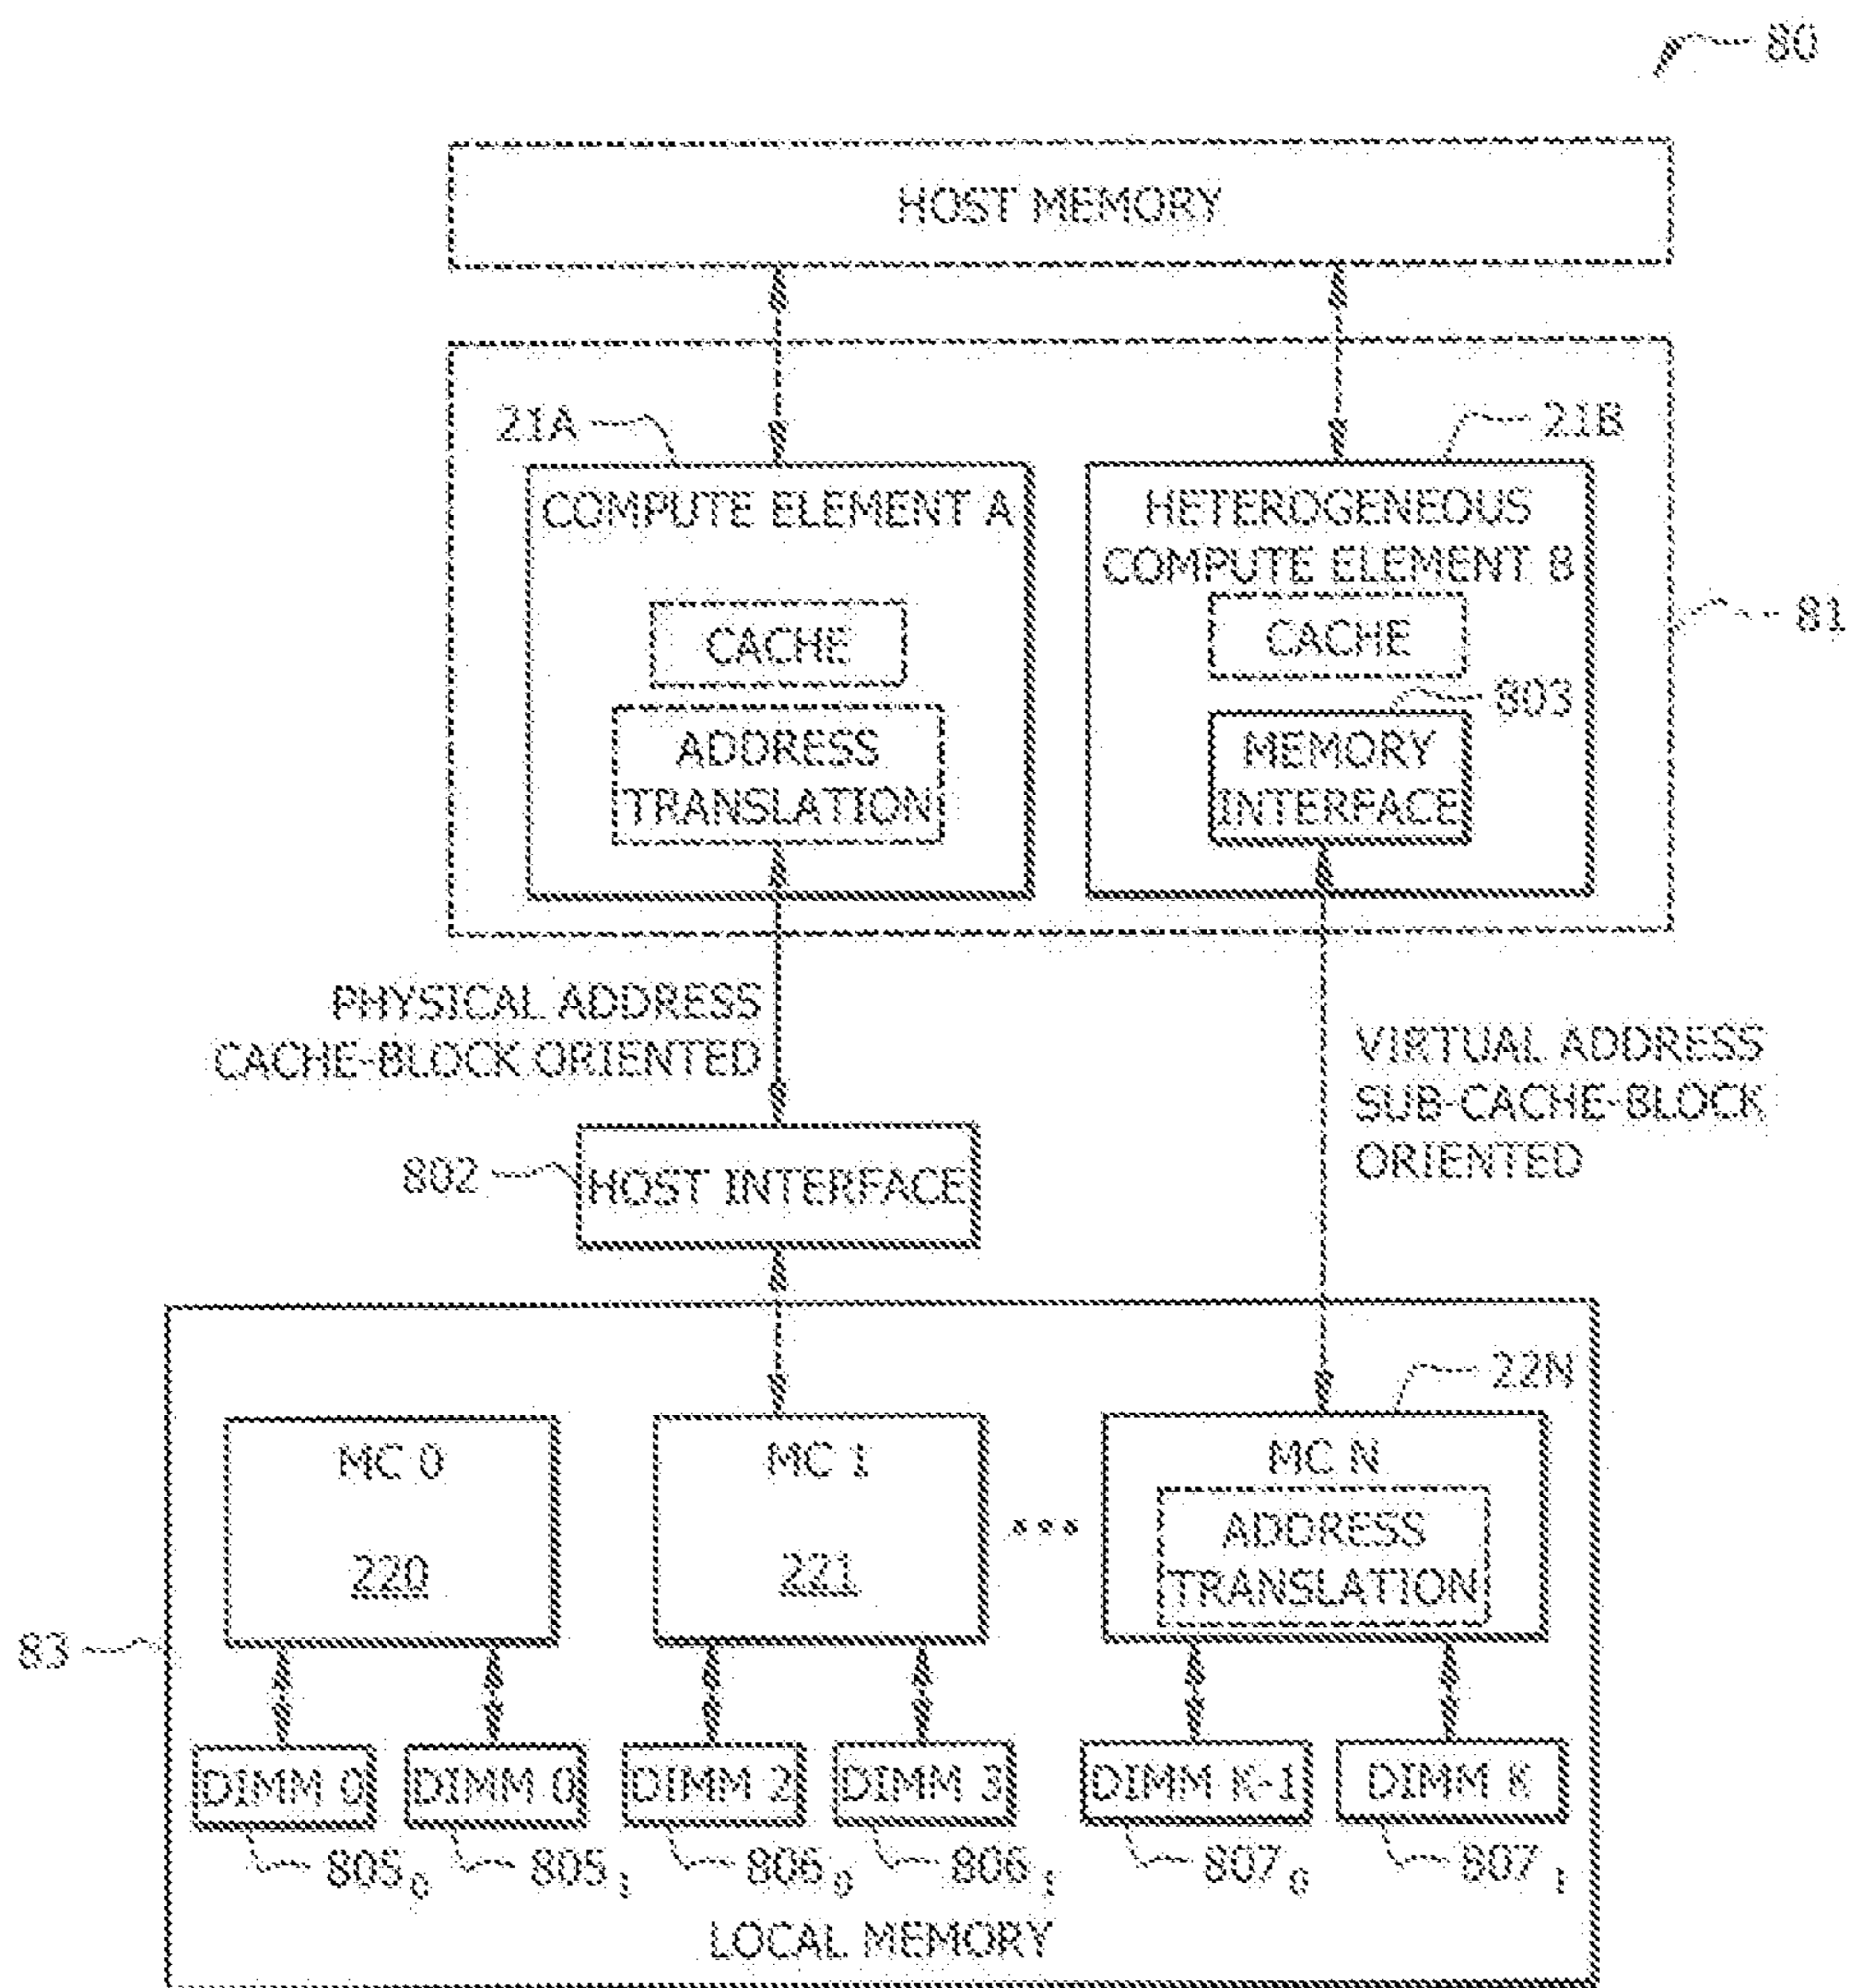 80
HOST MEMORY
21A
21B
COMPUTE ELEMENT A
HETEROGENEOUS
COMPUTE ELEMENT B
CACHE
CACHE
81
803
ADDRESS
TRANSLATION
MEMORY
INTERFACE
PHYSICAL ADDRESS
CACHE-BLOCK ORIENTED
VIRTUAL ADDRESS
SUB-CACHE-BLOCK
ORIENTED
802
HOST INTERFACE
22N
MC 0
220
MC 1
221
...
MC N
ADDRESS
TRANSLATION
83
DIMM 0
DIMM 0
DIMM 2
DIMM 3
DIMM K-1
DIMM K
805₀
805₁
806₀
806₁
807₀
807₁
LOCAL MEMORY